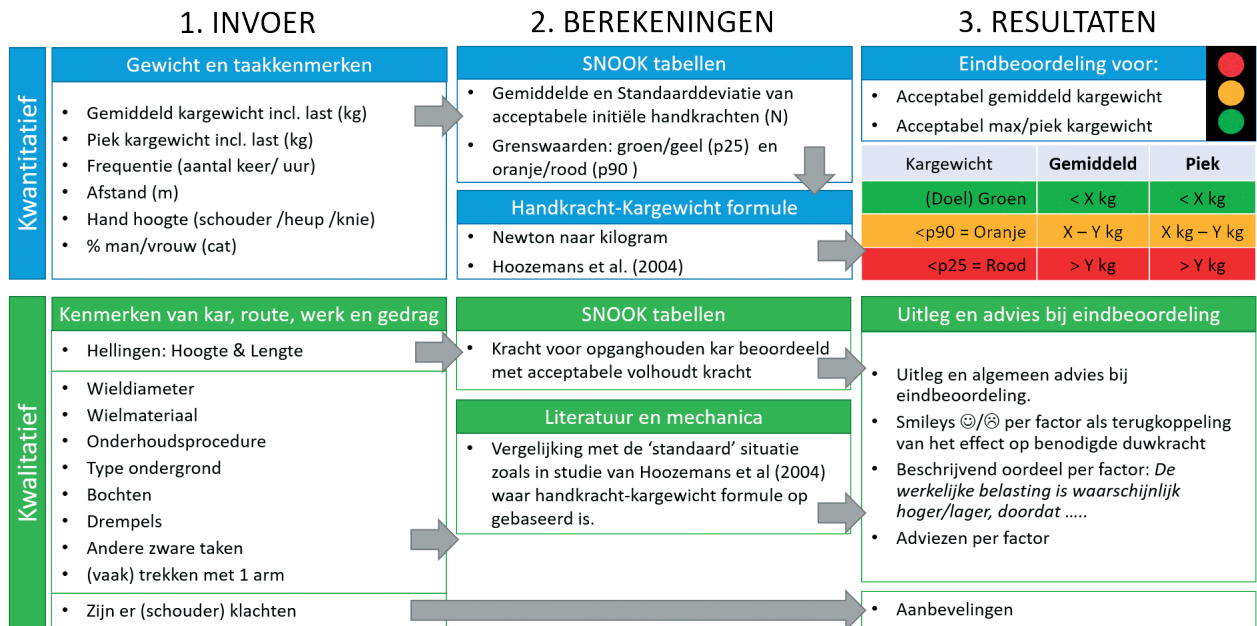 1. INVOER
2. BEREKENINGEN
3. RESULTATEN
Kwantitatief
Gewicht en taakkenmerken
• Gemiddeld kargewicht incl. last (kg)
• Piek kargewicht incl. last (kg)
• Frequentie (aantal keer/ uur)
• Afstand (m)
• Hand hoogte (schouder /heup /knie)
• % man/vrouw (cat)
SNOOK tabellen
• Gemiddelde en Standaarddeviatie van
acceptabele initiële handkrachten (N)
• Grenswaarden: groen/geel (p25) en
oranje/rood (p90 )
Handkracht-Kargewicht formule
• Newton naar kilogram
• Hoozemans et al. (2004)
Eindbeoordeling voor:
• Acceptabel gemiddeld kargewicht
• Acceptabel max/piek kargewicht
Kargewicht Gemiddeld Piek
(Doel) Groen < X kg < X kg
<p90 = Oranje X – Y kg X kg – Y kg
<p25 = Rood > Y kg > Y kg
Kwalitatief
Kenmerken van kar, route, werk en gedrag
• Hellingen: Hoogte & Lengte
• Wieldiameter
• Wielmateriaal
• Onderhoudsprocedure
• Type ondergrond
• Bochten
• Drempels
• Andere zware taken
• (vaak) trekken met 1 arm
• Zijn er (schouder) klachten
SNOOK tabellen
• Kracht voor opganghouden kar beoordeeld
met acceptabele volhoudt kracht
Literatuur en mechanica
• Vergelijking met de ‘standaard’ situatie
zoals in studie van Hoozemans et al (2004)
waar handkracht-kargewicht formule op
gebaseerd is.
Uitleg en advies bij eindbeoordeling
• Uitleg en algemeen advies bij
eindbeoordeling.
• Smileys ☺/☹ per factor als terugkoppeling
van het effect op benodigde duwkracht
• Beschrijvend oordeel per factor: De
werkelijke belasting is waarschijnlijk
hoger/lager, doordat .....
• Adviezen per factor
• Aanbevelingen